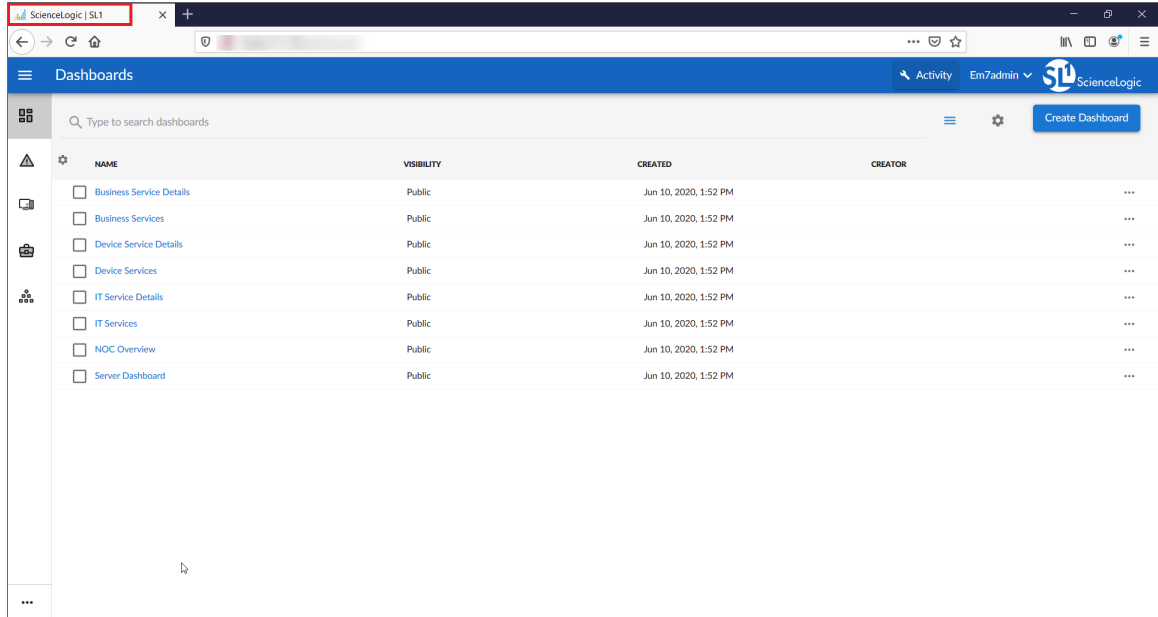 ScienceLogic | SL1
Dashboards
Activity
Em7admin
SL1 ScienceLogic
Type to search dashboards
Create Dashboard
NAME VISIBILITY CREATED CREATOR
Business Service Details Public Jun 10, 2020, 1:52 PM
Business Services Public Jun 10, 2020, 1:52 PM
Device Service Details Public Jun 10, 2020, 1:52 PM
Device Services Public Jun 10, 2020, 1:52 PM
IT Service Details Public Jun 10, 2020, 1:52 PM
IT Services Public Jun 10, 2020, 1:52 PM
NOC Overview Public Jun 10, 2020, 1:52 PM
Server Dashboard Public Jun 10, 2020, 1:52 PM